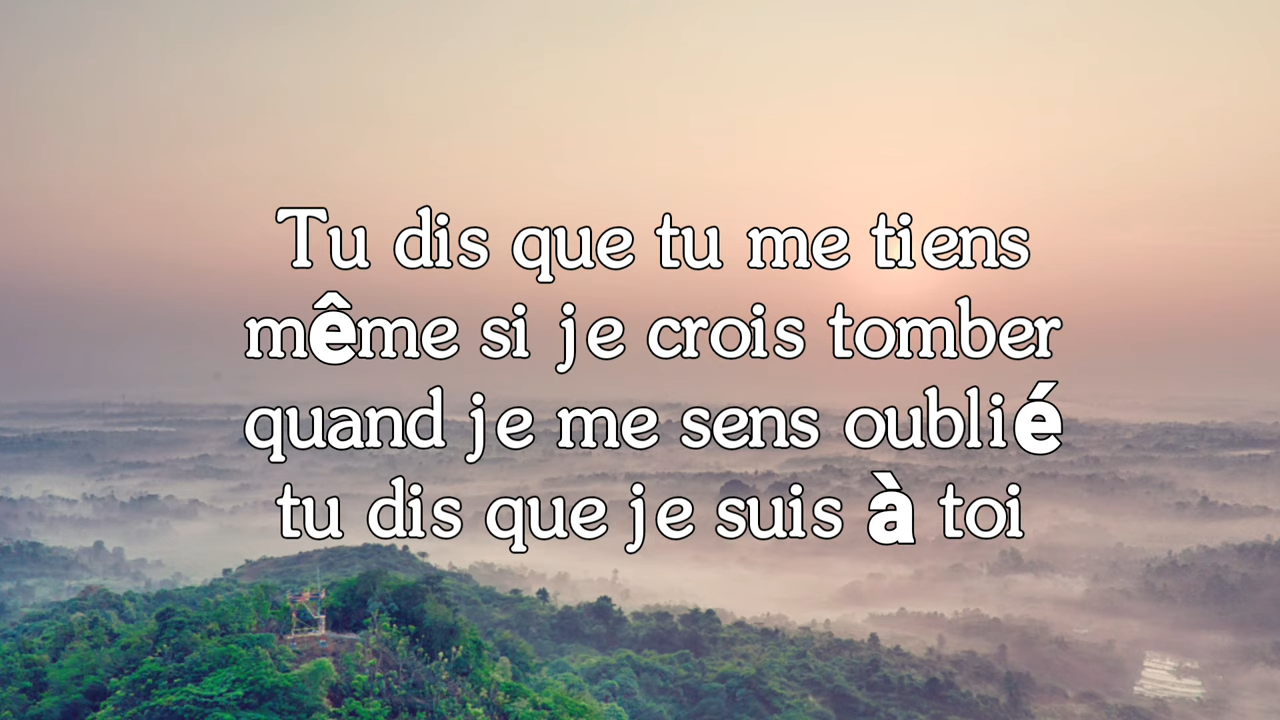 Tu dis que tu me tiens
même si je crois tomber
quand je me sens oublié
tu dis que je suis à toi